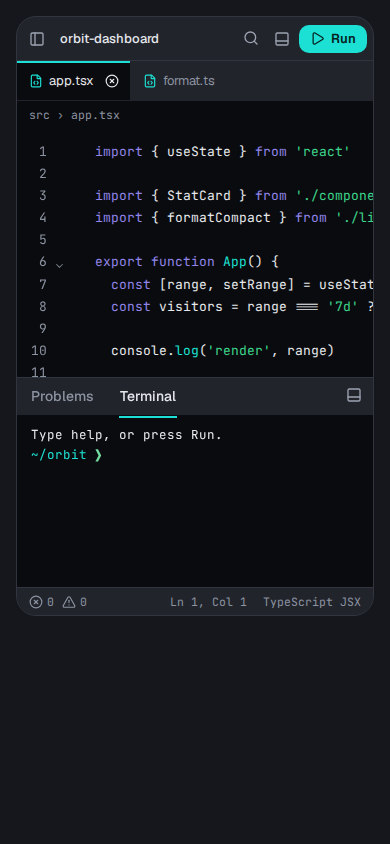 orbit-dashboard
Run
app.tsx
format.ts
src › app.tsx
1 import { useState } from 'react'
2
3 import { StatCard } from './compone
4 import { formatCompact } from './li
5
6 export function App() {
7 const [range, setRange] = useStat
8 const visitors = range === '7d' ?
9
10 console.log('render', range)
11
Problems
Terminal
Type help, or press Run.
~/orbit ❯
0 0 Ln 1, Col 1 TypeScript JSX